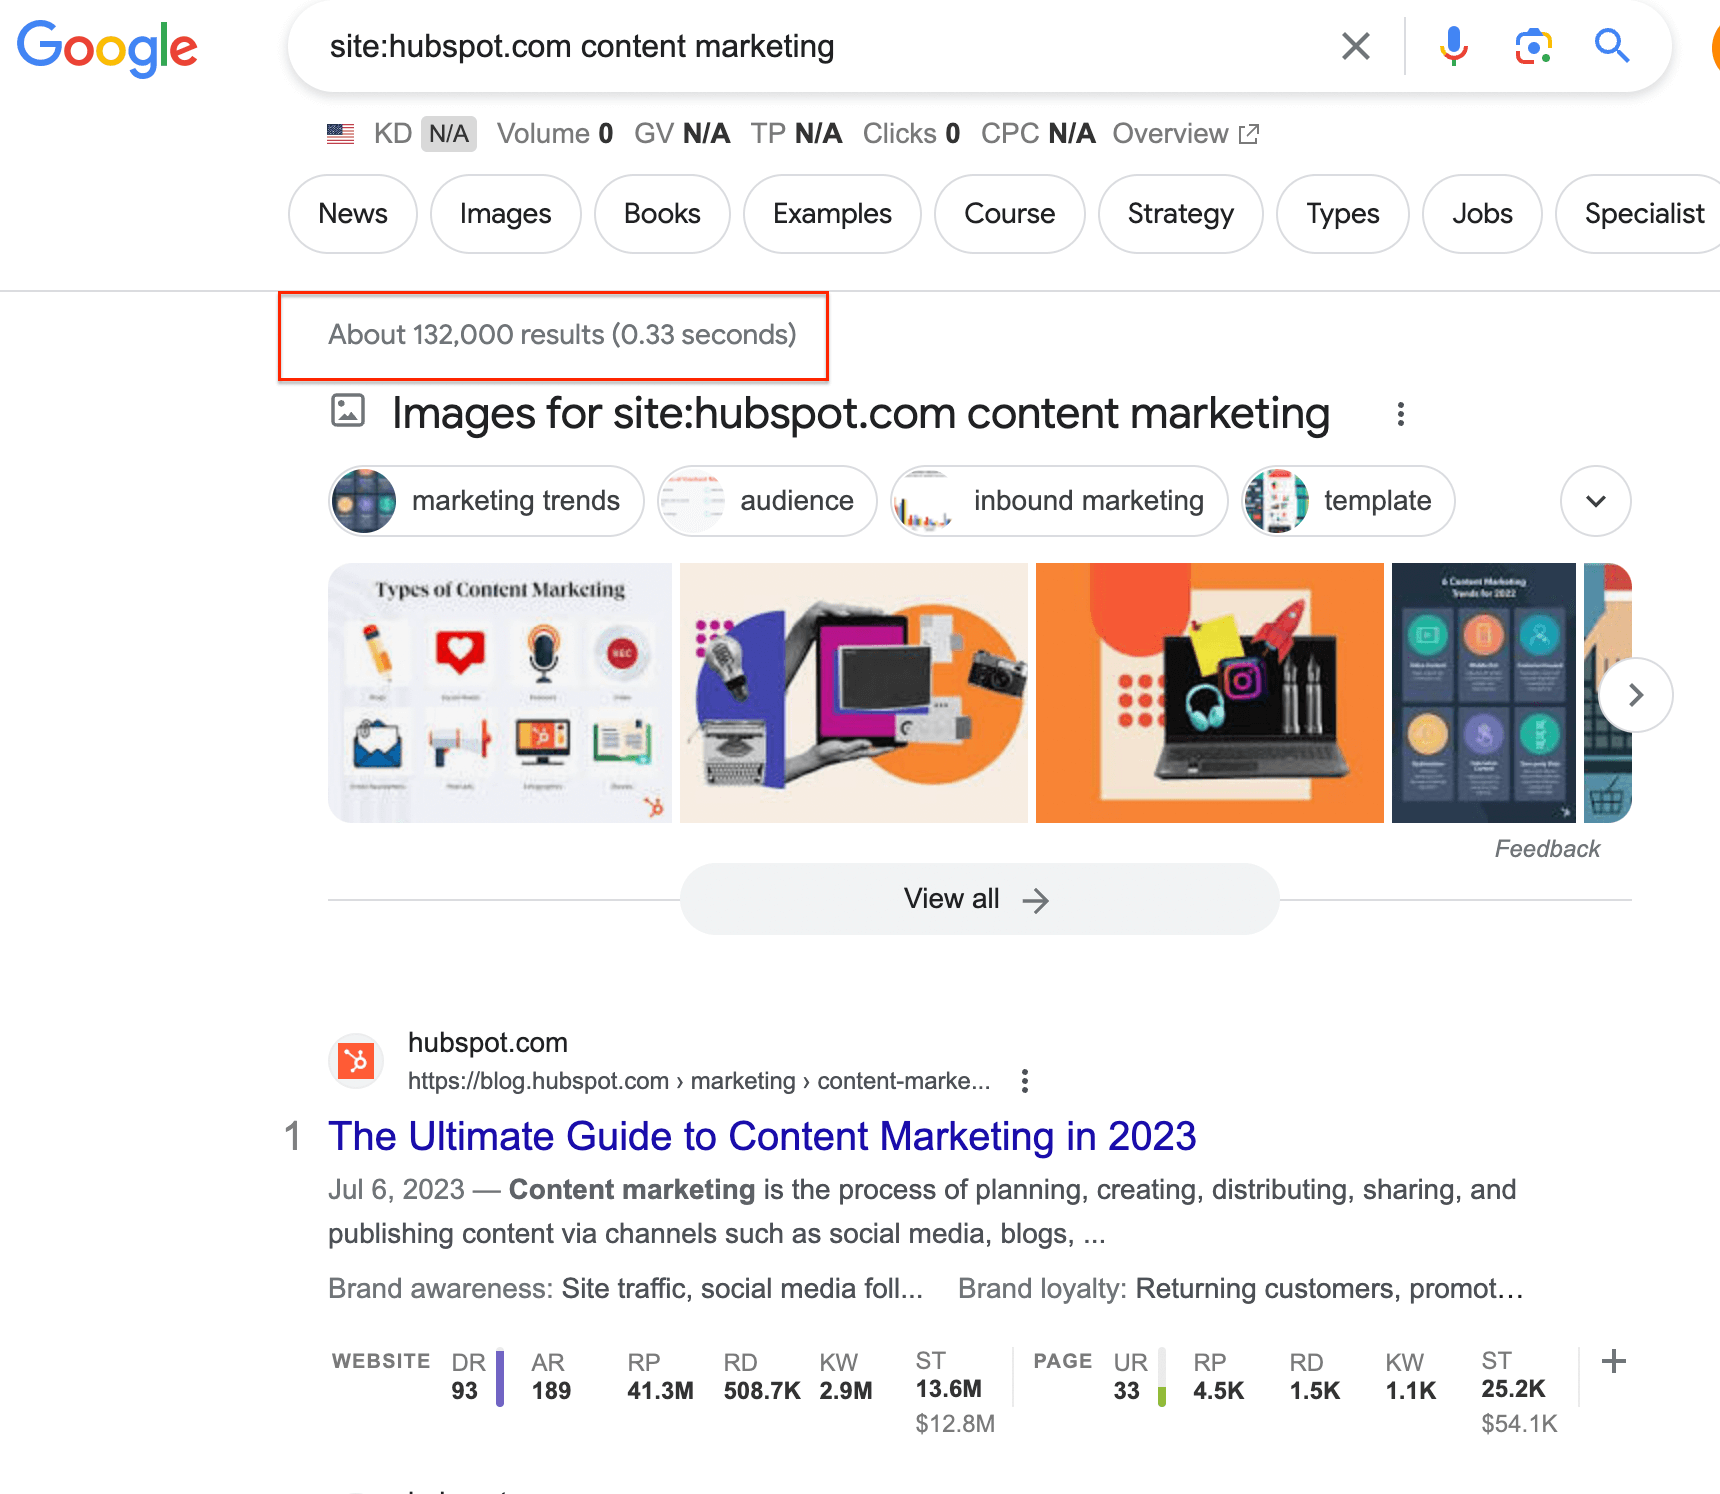 Google
site:hubspot.com content marketing
KD N/A Volume 0 GV N/A TP N/A Clicks 0 CPC N/A Overview
News Images Books Examples Course Strategy Types Jobs Specialist
About 132,000 results (0.33 seconds)
Images for site:hubspot.com content marketing
marketing trends audience inbound marketing template
Types of Content Marketing
REC
6 Content Marketing
Trends for 2022
Feedback
View all
hubspot.com
https://blog.hubspot.com › marketing › content-marke...
1 The Ultimate Guide to Content Marketing in 2023
Jul 6, 2023 — Content marketing is the process of planning, creating, distributing, sharing, and
publishing content via channels such as social media, blogs, ...
Brand awareness: Site traffic, social media foll... Brand loyalty: Returning customers, promot...
WEBSITE DR AR RP RD KW ST PAGE UR RP RD KW ST
93 189 41.3M 508.7K 2.9M 13.6M 33 4.5K 1.5K 1.1K 25.2K
$12.8M $54.1K